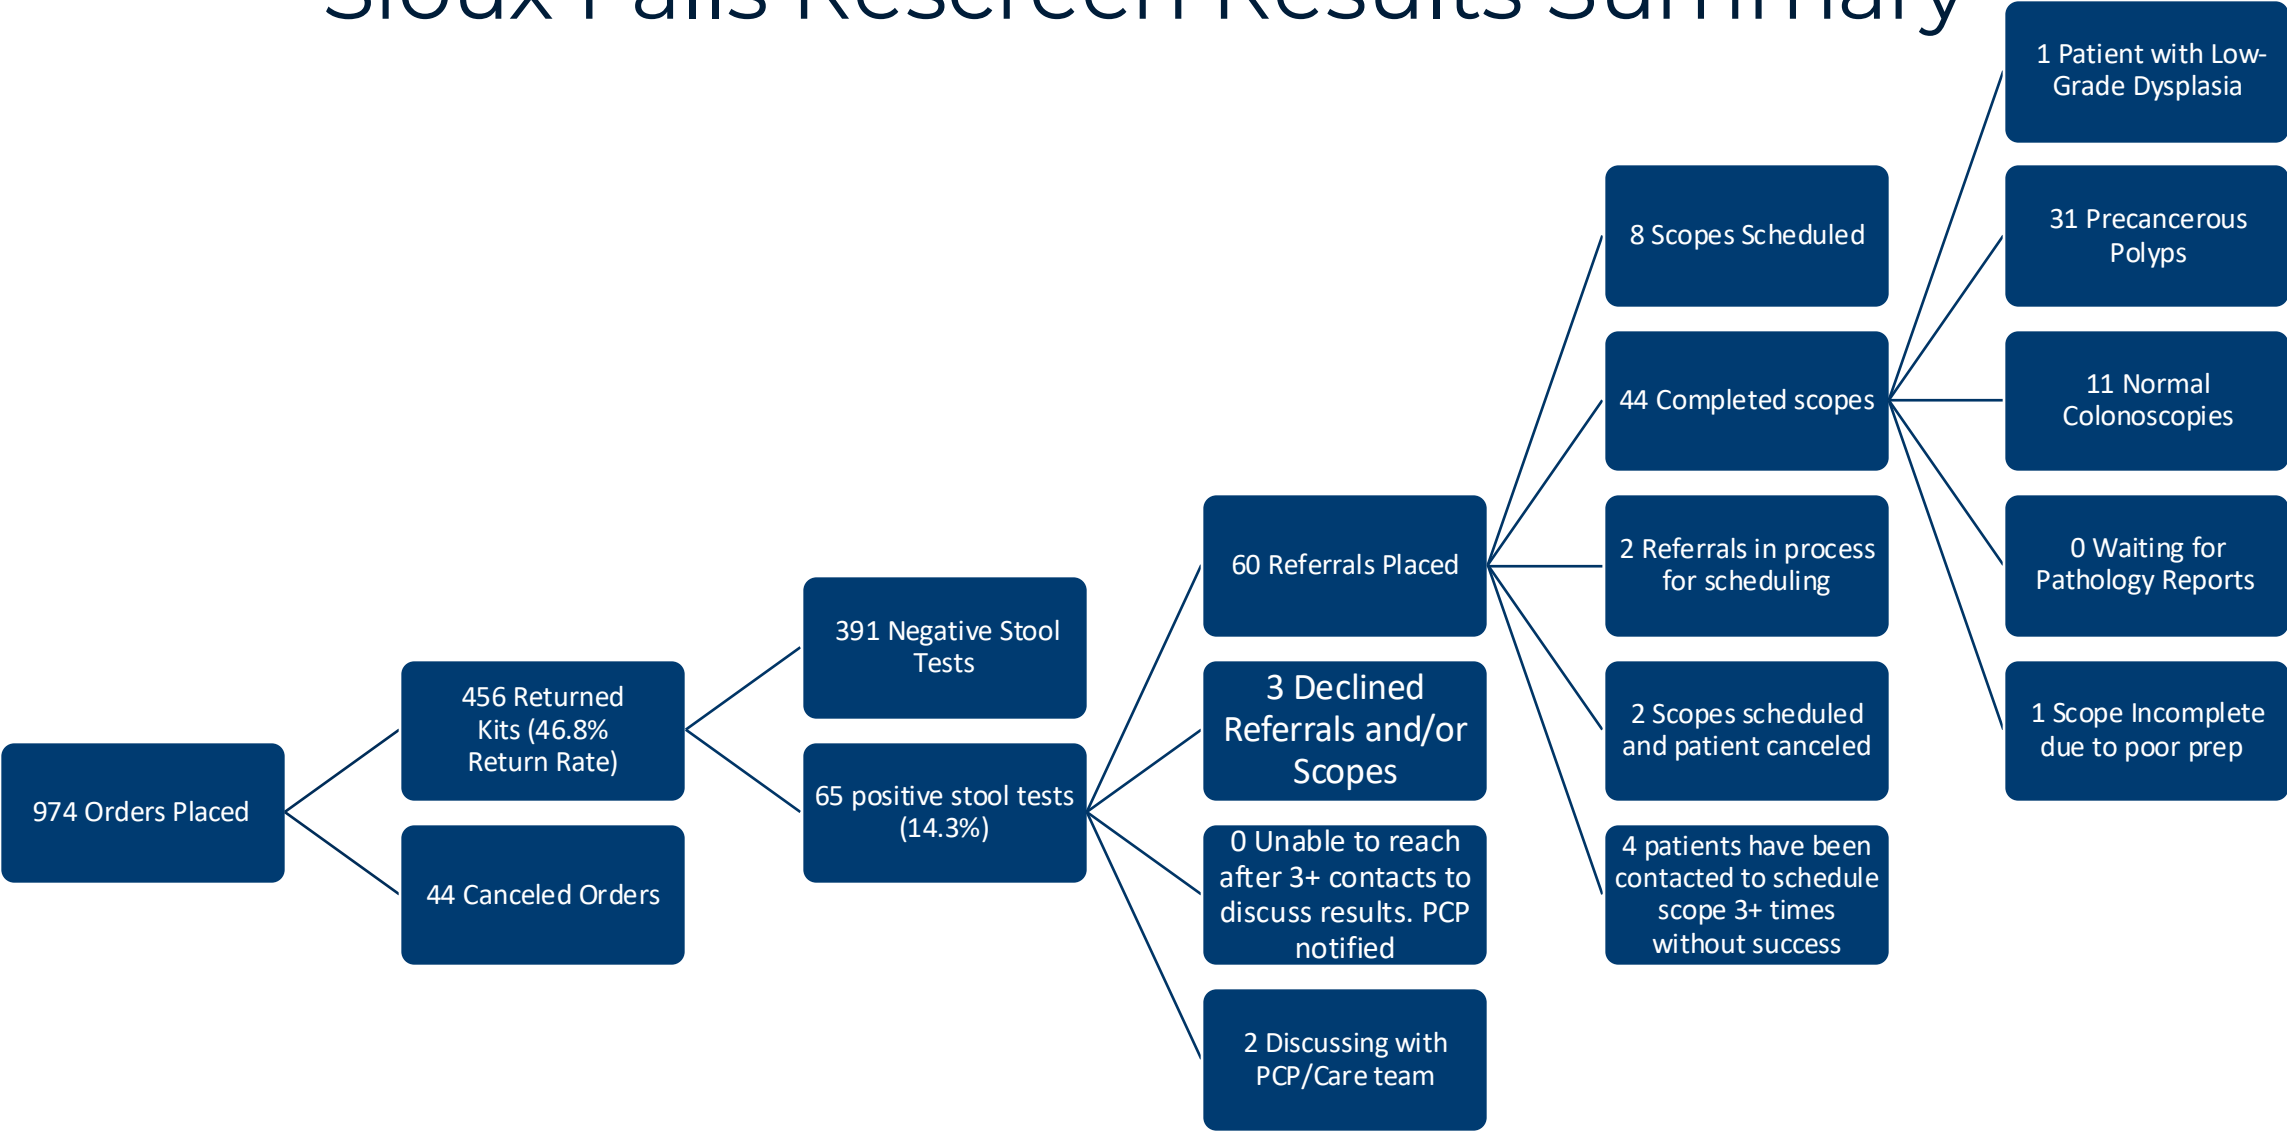 Sioux Falls Rescreen Results Summary
974 Orders Placed
456 Returned
Kits (46.8%
Return Rate)
44 Canceled Orders
391 Negative Stool
Tests
65 positive stool tests
(14.3%)
60 Referrals Placed
3 Declined
Referrals and/or
Scopes
0 Unable to reach
after 3+ contacts to
discuss results. PCP
notified
2 Discussing with
PCP/Care team
8 Scopes Scheduled
44 Completed scopes
2 Referrals in process
for scheduling
2 Scopes scheduled
and patient canceled
4 patients have been
contacted to schedule
scope 3+ times
without success
1 Patient with Low-
Grade Dysplasia
31 Precancerous
Polyps
11 Normal
Colonoscopies
0 Waiting for
Pathology Reports
1 Scope Incomplete
due to poor prep